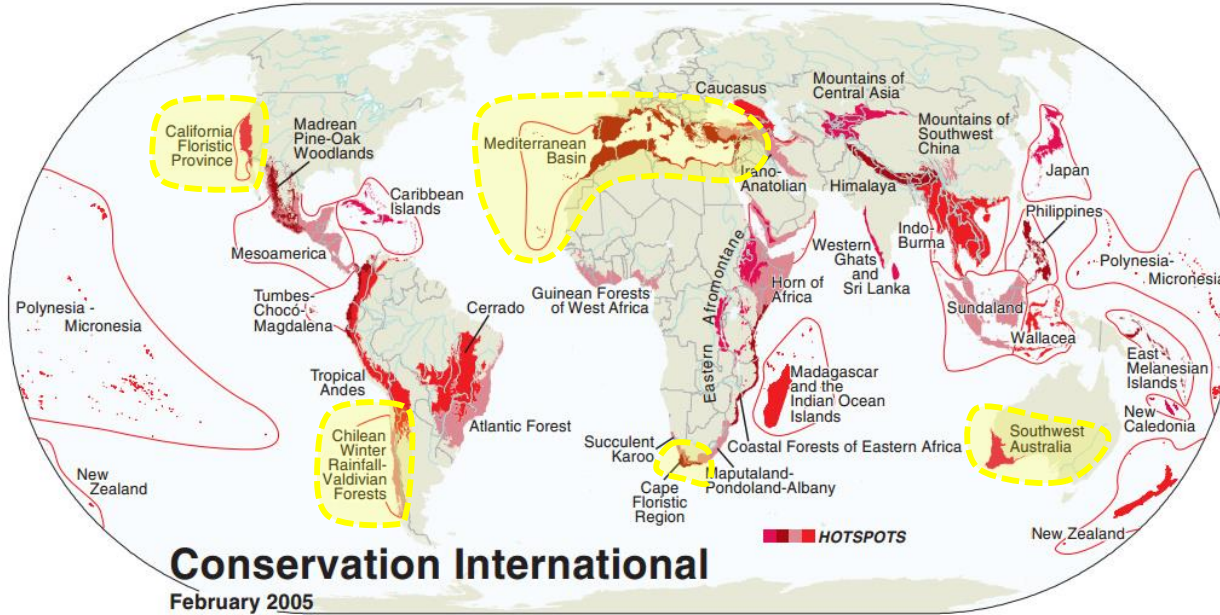 California
Floristic
Province
Madrean
Pine-Oak
Woodlands
Caribbean
Islands
Mesoamerica
Polynesia -
Micronesia
Tumbes-
Chocó-
Magdalena
Tropical
Andes
Cerrado
Atlantic Forest
Chilean
Winter
Rainfall-
Valdivian
Forests
New
Zealand
Mediterranean
Basin
Caucasus
Irano-
Anatolian
Mountains of
Central Asia
Mountains of
Southwest
China
Himalaya
Japan
Philippines
Indo-
Burma
Western
Ghats
and
Sri Lanka
Polynesia-
Micronesia
Guinean Forests
of West Africa
Eastern Afromontane
Horn of
Africa
Sundaland
Wallacea
East
Melanesian
Islands
Madagascar
and the
Indian Ocean
Islands
New
Caledonia
Southwest
Australia
Coastal Forests of Eastern Africa
Succulent
Karoo
Maputaland-
Pondoland-Albany
Cape
Floristic
Region
New Zealand
HOTSPOTS
Conservation International
February 2005